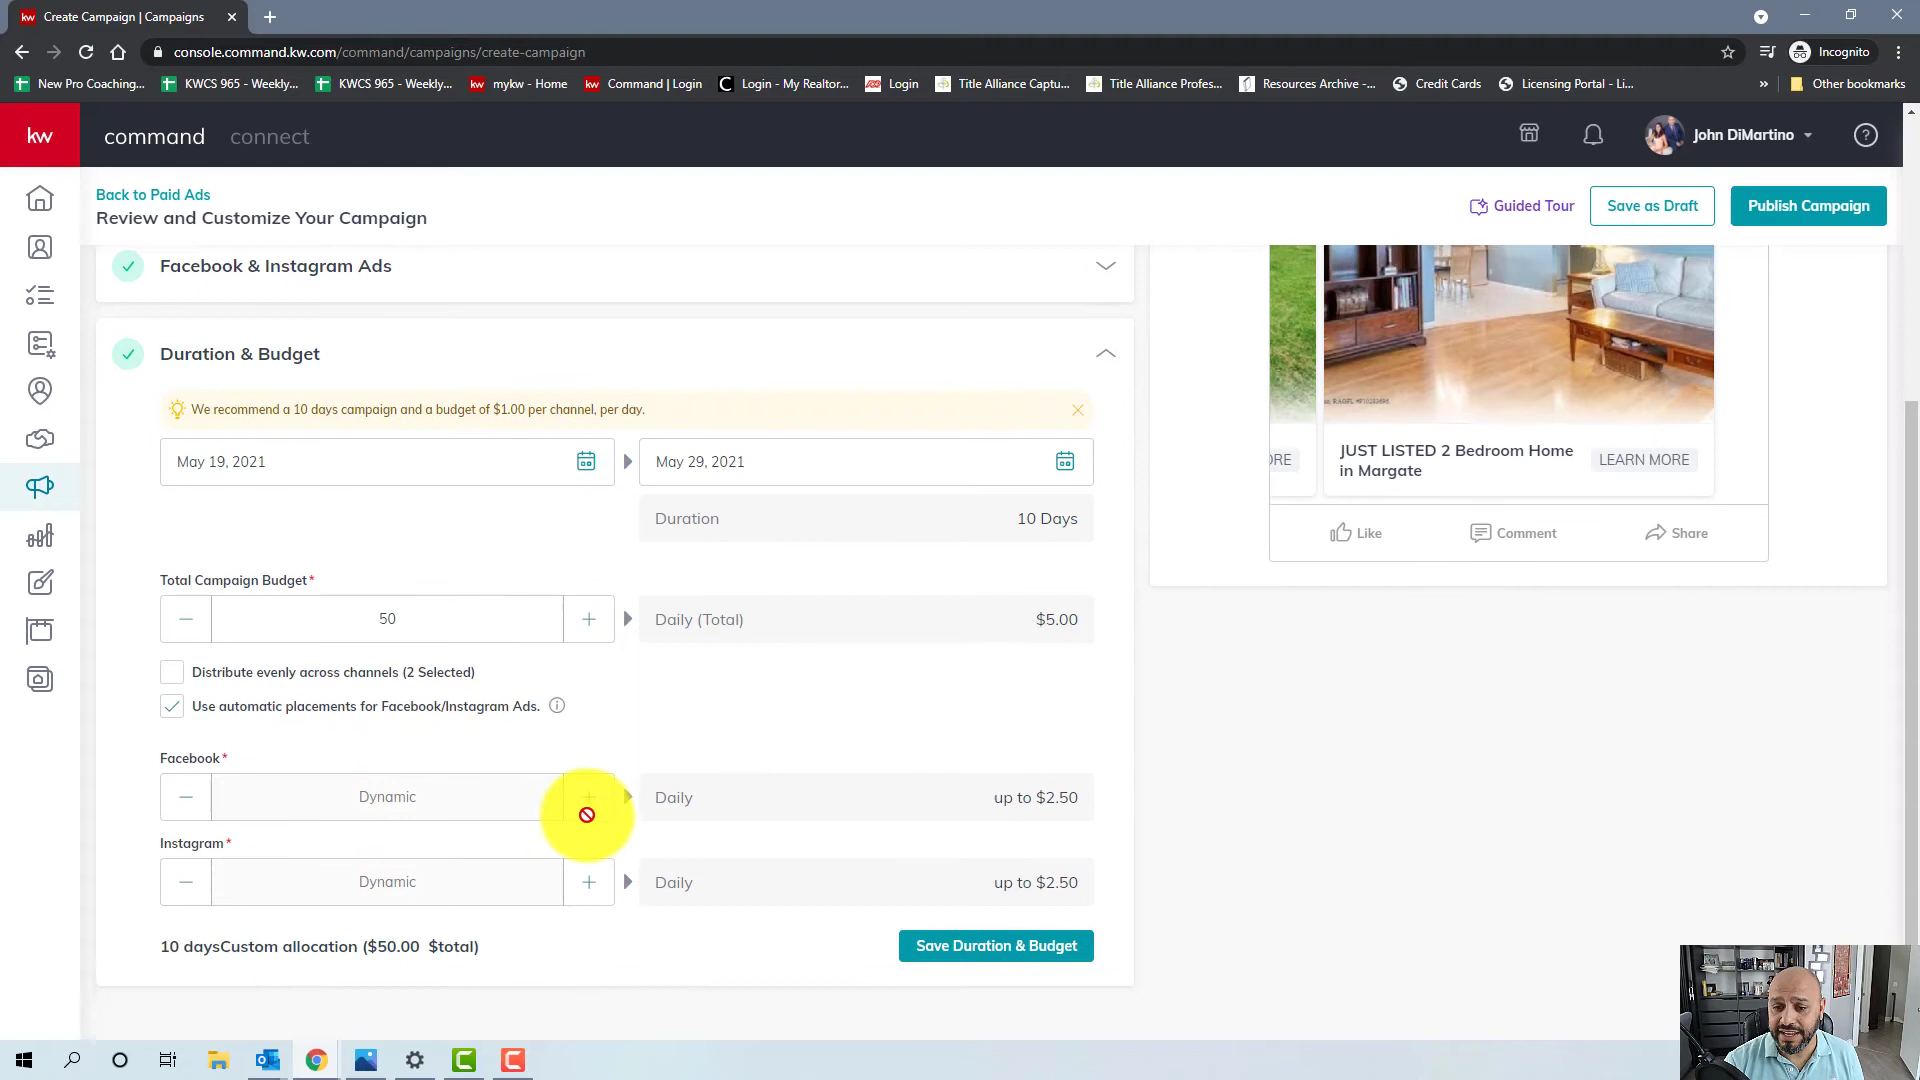 kw Create Campaign | Campaigns
console.command.kw.com/command/campaigns/create-campaign
Incognito
New Pro Coaching... KWCS 965 - Weekly... KWCS 965 - Weekly... kw mykw - Home kw Command | Login Login - My Realtor... Login Title Alliance Captu... Title Alliance Profes... Resources Archive -... Credit Cards Licensing Portal - Li... » Other bookmarks
kw command connect John DiMartino
Back to Paid Ads
Review and Customize Your Campaign
Guided Tour Save as Draft Publish Campaign
Facebook & Instagram Ads
Duration & Budget
We recommend a 10 days campaign and a budget of $1.00 per channel, per day.
May 19, 2021 May 29, 2021
Duration 10 Days
Total Campaign Budget*
50 Daily (Total) $5.00
Distribute evenly across channels (2 Selected)
Use automatic placements for Facebook/Instagram Ads.
Facebook*
Dynamic Daily up to $2.50
Instagram*
Dynamic Daily up to $2.50
10 daysCustom allocation ($50.00 $total) Save Duration & Budget
ORE
JUST LISTED 2 Bedroom Home in Margate
LEARN MORE
Like Comment Share